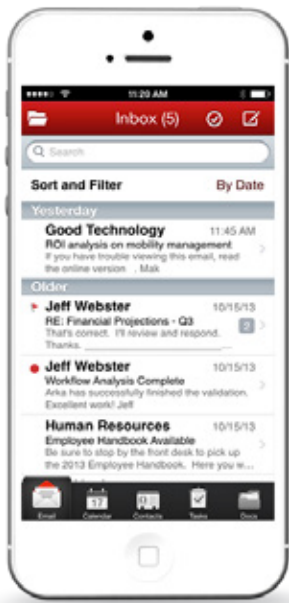 11:20 AM
Inbox (5)
Search
Sort and Filter By Date
Yesterday
Good Technology 11:45 AM
ROI analysis on mobility management
If you have trouble viewing this email, read
the online version . Mak
Older
Jeff Webster 10/15/13
RE: Financial Projections - Q3
2
That's correct. I'll review and respond.
Thanks.
Jeff Webster 10/15/13
Workflow Analysis Complete
Arka has successfully finished the validation.
Excellent work! Jeff
Human Resources 10/15/13
Employee Handbook Available
Be sure to stop by the front desk to pick up
the 2013 Employee Handbook. Here you w...
17
Email Calendar Contacts Tasks Docs